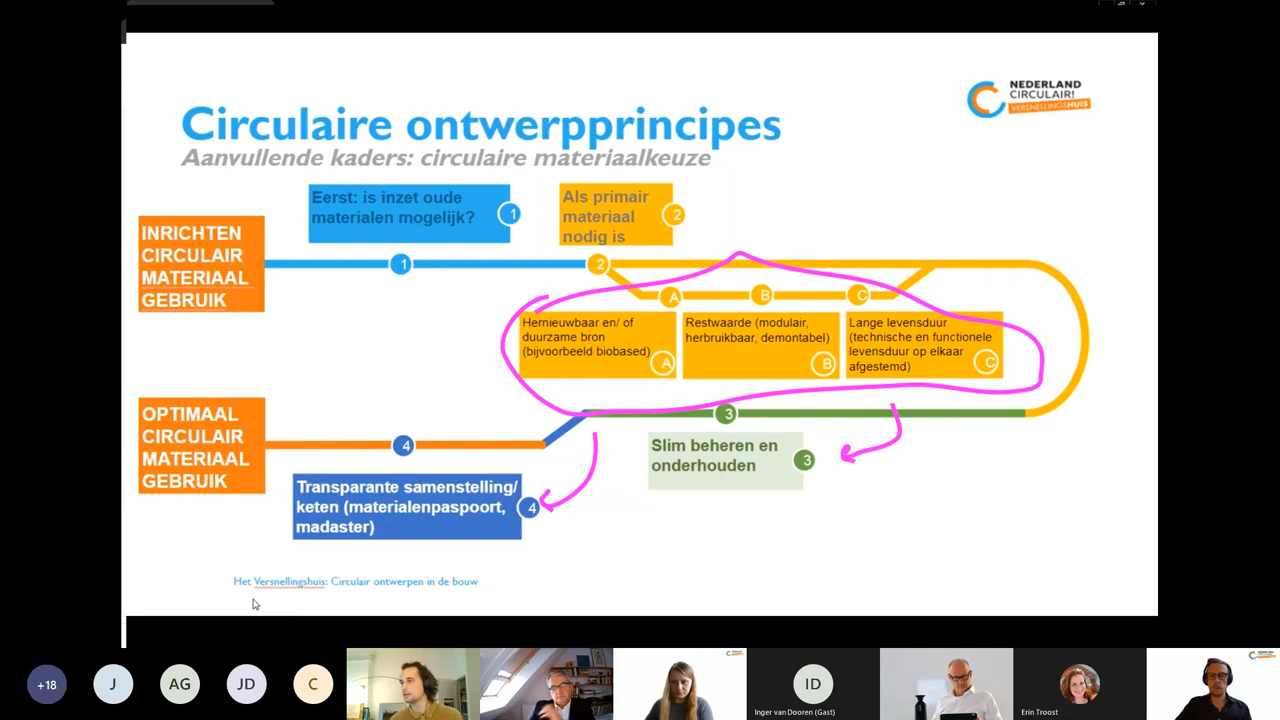 NEDERLAND
CIRCULAIR!
VERSNELLINGSHUIS
Circulaire ontwerpprincipes
Aanvullende kaders: circulaire materiaalkeuze
Eerst: is inzet oude
materialen mogelijk?
1
Als primair
materiaal
nodig is
2
INRICHTEN
CIRCULAIR
MATERIAAL
GEBRUIK
1
2
A
B
C
Hernieuwbaar en/ of
duurzame bron
(bijvoorbeeld biobased)
A
Restwaarde (modulair,
herbruikbaar, demontabel)
B
Lange levensduur
(technische en functionele
levensduur op elkaar
afgestemd)
C
OPTIMAAL
CIRCULAIR
MATERIAAL
GEBRUIK
4
3
Slim beheren en
onderhouden
3
Transparante samenstelling/
keten (materialenpaspoort,
madaster)
4
Het Versnellingshuis: Circulair ontwerpen in de bouw
+18
J
AG
JD
C
ID
Inger van Dooren (Gast)
Erin Troost